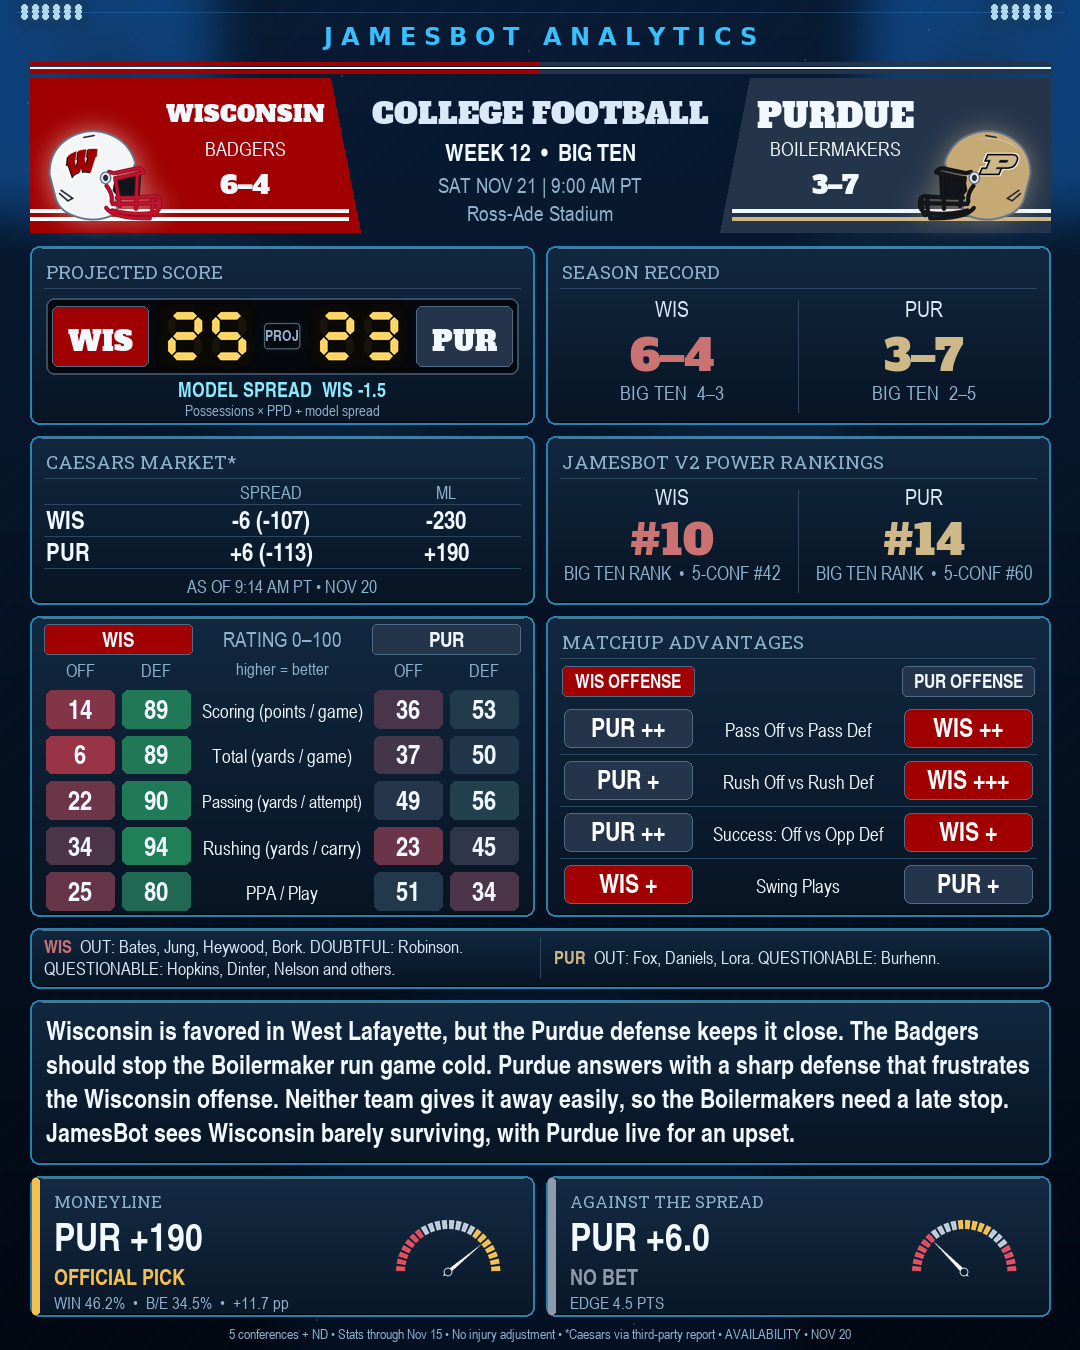 JAMESBOT ANALYTICS
WISCONSIN
BADGERS
6–4
W
COLLEGE FOOTBALL
WEEK 12 • BIG TEN
SAT NOV 21 | 9:00 AM PT
Ross-Ade Stadium
PURDUE
BOILERMAKERS
3–7
P
PROJECTED SCORE
WIS 25 PROJ 23 PUR
MODEL SPREAD WIS -1.5
Possessions × PPD + model spread
SEASON RECORD
WIS PUR
6–4 3–7
BIG TEN 4–3 BIG TEN 2–5
CAESARS MARKET*
SPREAD ML
WIS -6 (-107) -230
PUR +6 (-113) +190
AS OF 9:14 AM PT • NOV 20
JAMESBOT V2 POWER RANKINGS
WIS PUR
#10 #14
BIG TEN RANK • 5-CONF #42 BIG TEN RANK • 5-CONF #60
WIS RATING 0–100 PUR
OFF DEF higher = better OFF DEF
14 89 Scoring (points / game) 36 53
6 89 Total (yards / game) 37 50
22 90 Passing (yards / attempt) 49 56
34 94 Rushing (yards / carry) 23 45
25 80 PPA / Play 51 34
MATCHUP ADVANTAGES
WIS OFFENSE PUR OFFENSE
PUR ++ Pass Off vs Pass Def WIS ++
PUR + Rush Off vs Rush Def WIS +++
PUR ++ Success: Off vs Opp Def WIS +
WIS + Swing Plays PUR +
WIS OUT: Bates, Jung, Heywood, Bork. DOUBTFUL: Robinson.
QUESTIONABLE: Hopkins, Dinter, Nelson and others.
PUR OUT: Fox, Daniels, Lora. QUESTIONABLE: Burhenn.
Wisconsin is favored in West Lafayette, but the Purdue defense keeps it close. The Badgers
should stop the Boilermaker run game cold. Purdue answers with a sharp defense that frustrates
the Wisconsin offense. Neither team gives it away easily, so the Boilermakers need a late stop.
JamesBot sees Wisconsin barely surviving, with Purdue live for an upset.
MONEYLINE
PUR +190
OFFICIAL PICK
WIN 46.2% • B/E 34.5% • +11.7 pp
AGAINST THE SPREAD
PUR +6.0
NO BET
EDGE 4.5 PTS
5 conferences + ND • Stats through Nov 15 • No injury adjustment • *Caesars via third-party report • AVAILABILITY • NOV 20